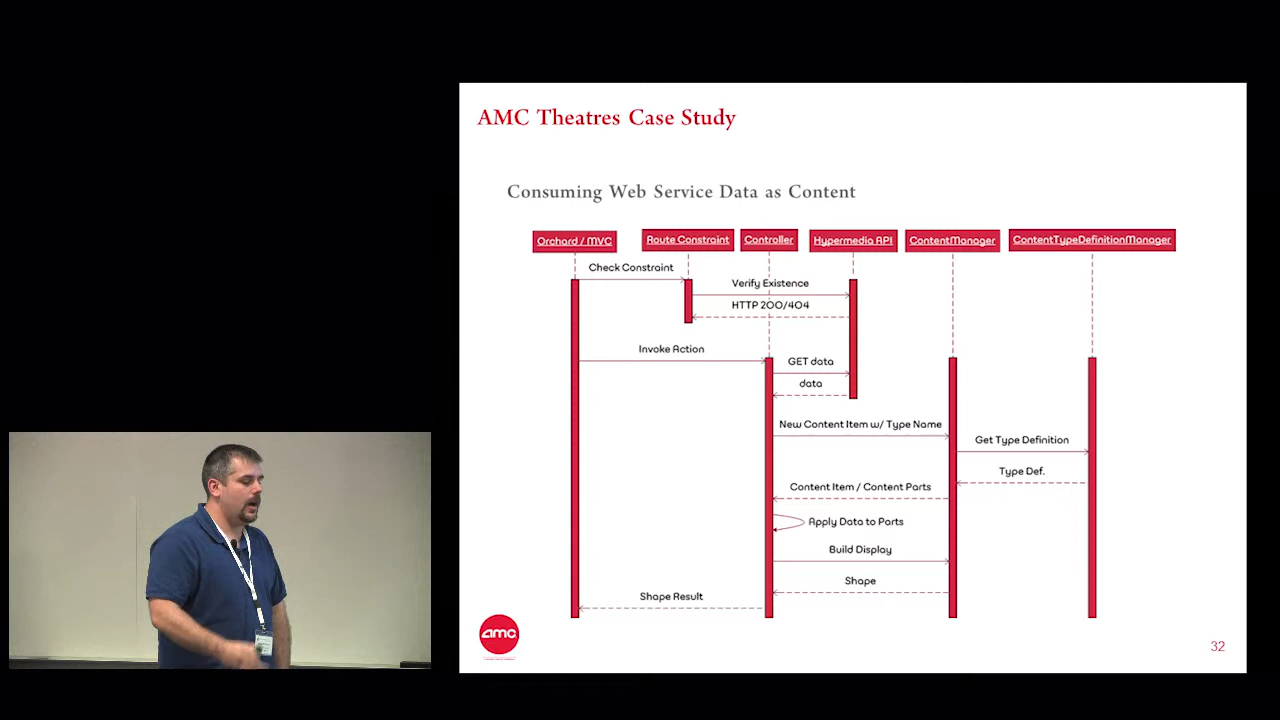 AMC Theatres Case Study
Consuming Web Service Data as Content
Orchard / MVC
Route Constraint
Controller
Hypermedia API
ContentManager
ContentTypeDefinitionManager
Check Constraint
Verify Existence
HTTP 200/404
Invoke Action
GET data
data
New Content Item w/ Type Name
Get Type Definition
Type Def.
Content Item / Content Parts
Apply Data to Parts
Build Display
Shape
Shape Result
amc
32